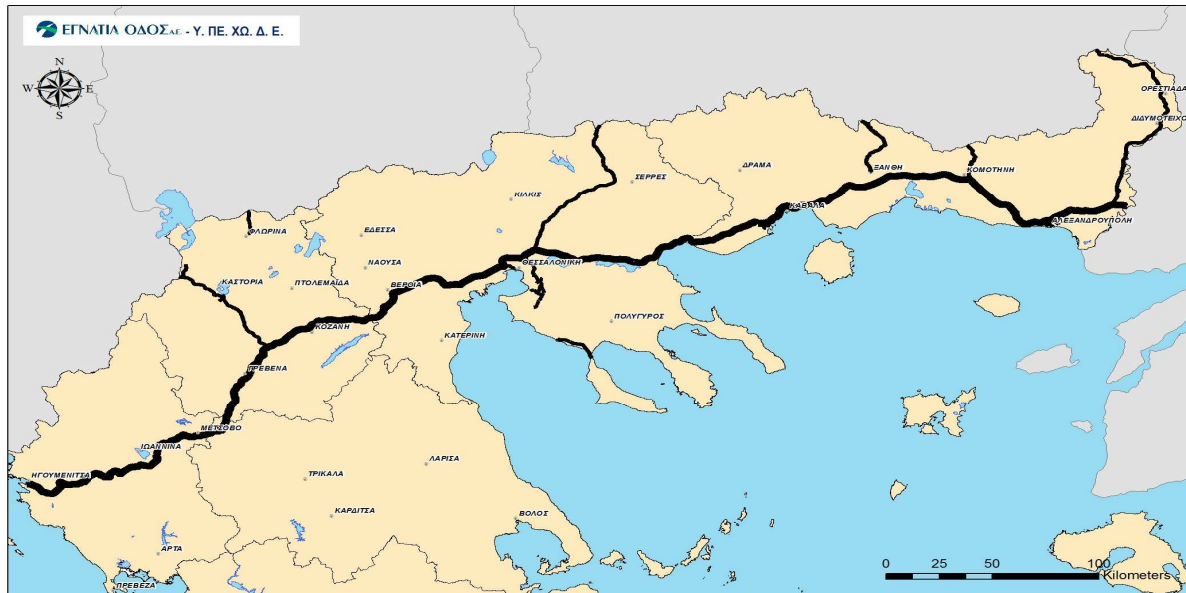 ΕΓΝΑΤΙΑ ΟΔΟΣ Α.Ε. - Υ. ΠΕ. ΧΩ. Δ. Ε.
N
W E
S
ΟΡΕΣΤΙΑΔΑ
ΔΙΔΥΜΟΤΕΙΧΟ
ΔΡΑΜΑ
ΞΑΝΘΗ
ΚΟΜΟΤΗΝΗ
ΣΕΡΡΕΣ
ΚΙΛΚΙΣ
ΚΑΒΑΛΑ
ΑΛΕΞΑΝΔΡΟΥΠΟΛΗ
ΦΛΩΡΙΝΑ
ΕΔΕΣΣΑ
ΝΑΟΥΣΑ
ΘΕΣΣΑΛΟΝΙΚΗ
ΚΑΣΤΟΡΙΑ
ΠΤΟΛΕΜΑΪΔΑ
ΒΕΡΟΙΑ
ΠΟΛΥΓΥΡΟΣ
ΚΟΖΑΝΗ
ΚΑΤΕΡΙΝΗ
ΓΡΕΒΕΝΑ
ΜΕΤΣΟΒΟ
ΙΩΑΝΝΙΝΑ
ΗΓΟΥΜΕΝΙΤΣΑ
ΤΡΙΚΑΛΑ
ΛΑΡΙΣΑ
ΚΑΡΔΙΤΣΑ
ΒΟΛΟΣ
ΑΡΤΑ
ΠΡΕΒΕΖΑ
0 25 50 100
Kilometers